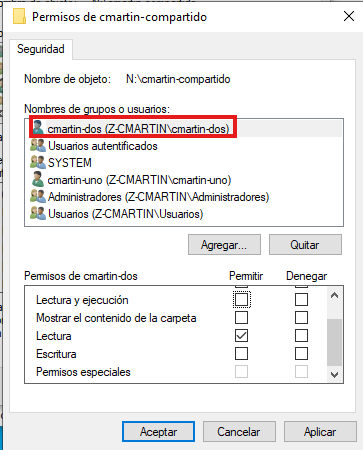 Permisos de cmartin-compartido
Seguridad
Nombre de objeto: N:\cmartin-compartido
Nombres de grupos o usuarios:
cmartin-dos (Z-CMARTIN\cmartin-dos)
Usuarios autentificados
SYSTEM
cmartin-uno (Z-CMARTIN\cmartin-uno)
Administradores (Z-CMARTIN\Administradores)
Usuarios (Z-CMARTIN\Usuarios)
Agregar... Quitar
Permisos de cmartin-dos Permitir Denegar
Lectura y ejecución
Mostrar el contenido de la carpeta
Lectura
Escritura
Permisos especiales
Aceptar Cancelar Aplicar